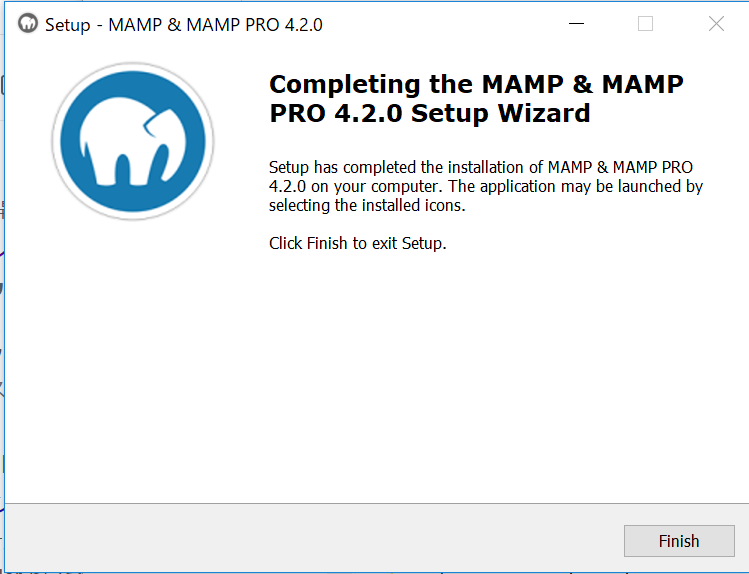 Setup - MAMP & MAMP PRO 4.2.0
Completing the MAMP & MAMP
PRO 4.2.0 Setup Wizard
Setup has completed the installation of MAMP & MAMP PRO
4.2.0 on your computer. The application may be launched by
selecting the installed icons.
Click Finish to exit Setup.
Finish